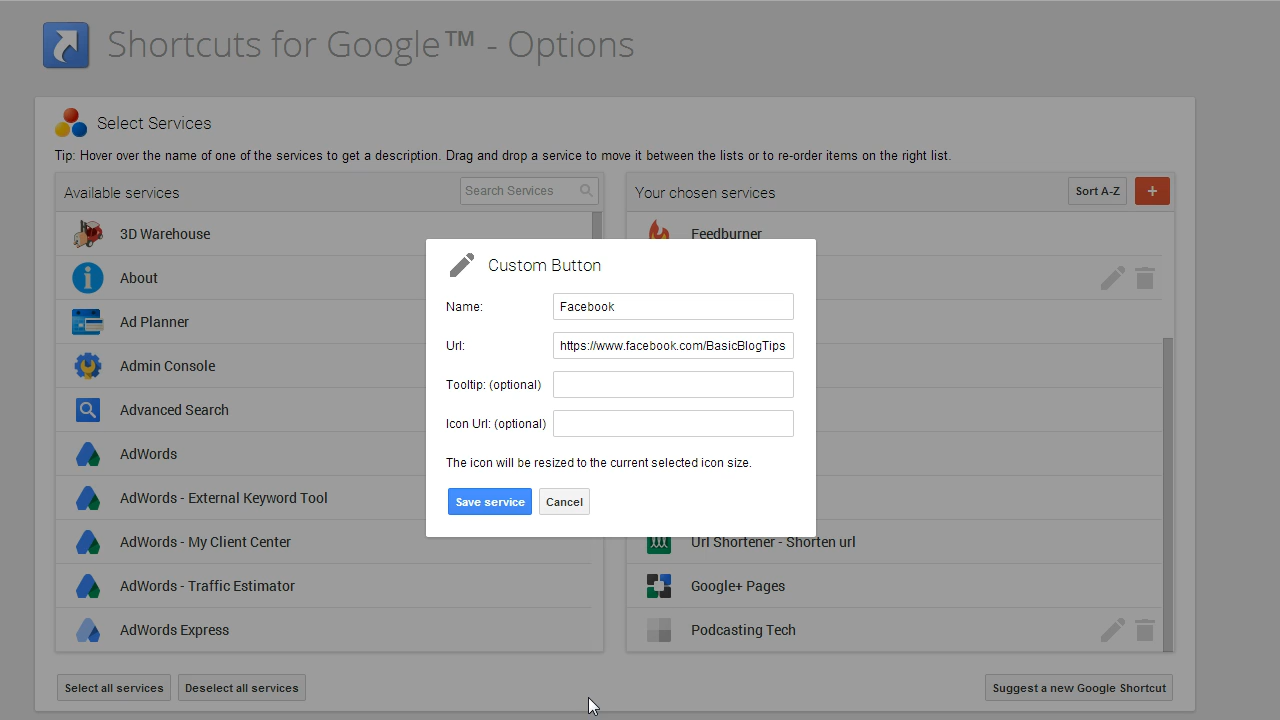 Shortcuts for Google™ - Options
Select Services
Tip: Hover over the name of one of the services to get a description. Drag and drop a service to move it between the lists or to re-order items on the right list.
Available services
Search Services
Your chosen services
Sort A-Z
+
3D Warehouse
About
Ad Planner
Admin Console
Advanced Search
AdWords
AdWords - External Keyword Tool
AdWords - My Client Center
AdWords - Traffic Estimator
AdWords Express
Feedburner
Custom Button
Name:
Facebook
Url:
https://www.facebook.com/BasicBlogTips
Tooltip: (optional)
Icon Url: (optional)
The icon will be resized to the current selected icon size.
Save service
Cancel
Url Shortener - Shorten url
Google+ Pages
Podcasting Tech
Select all services
Deselect all services
Suggest a new Google Shortcut